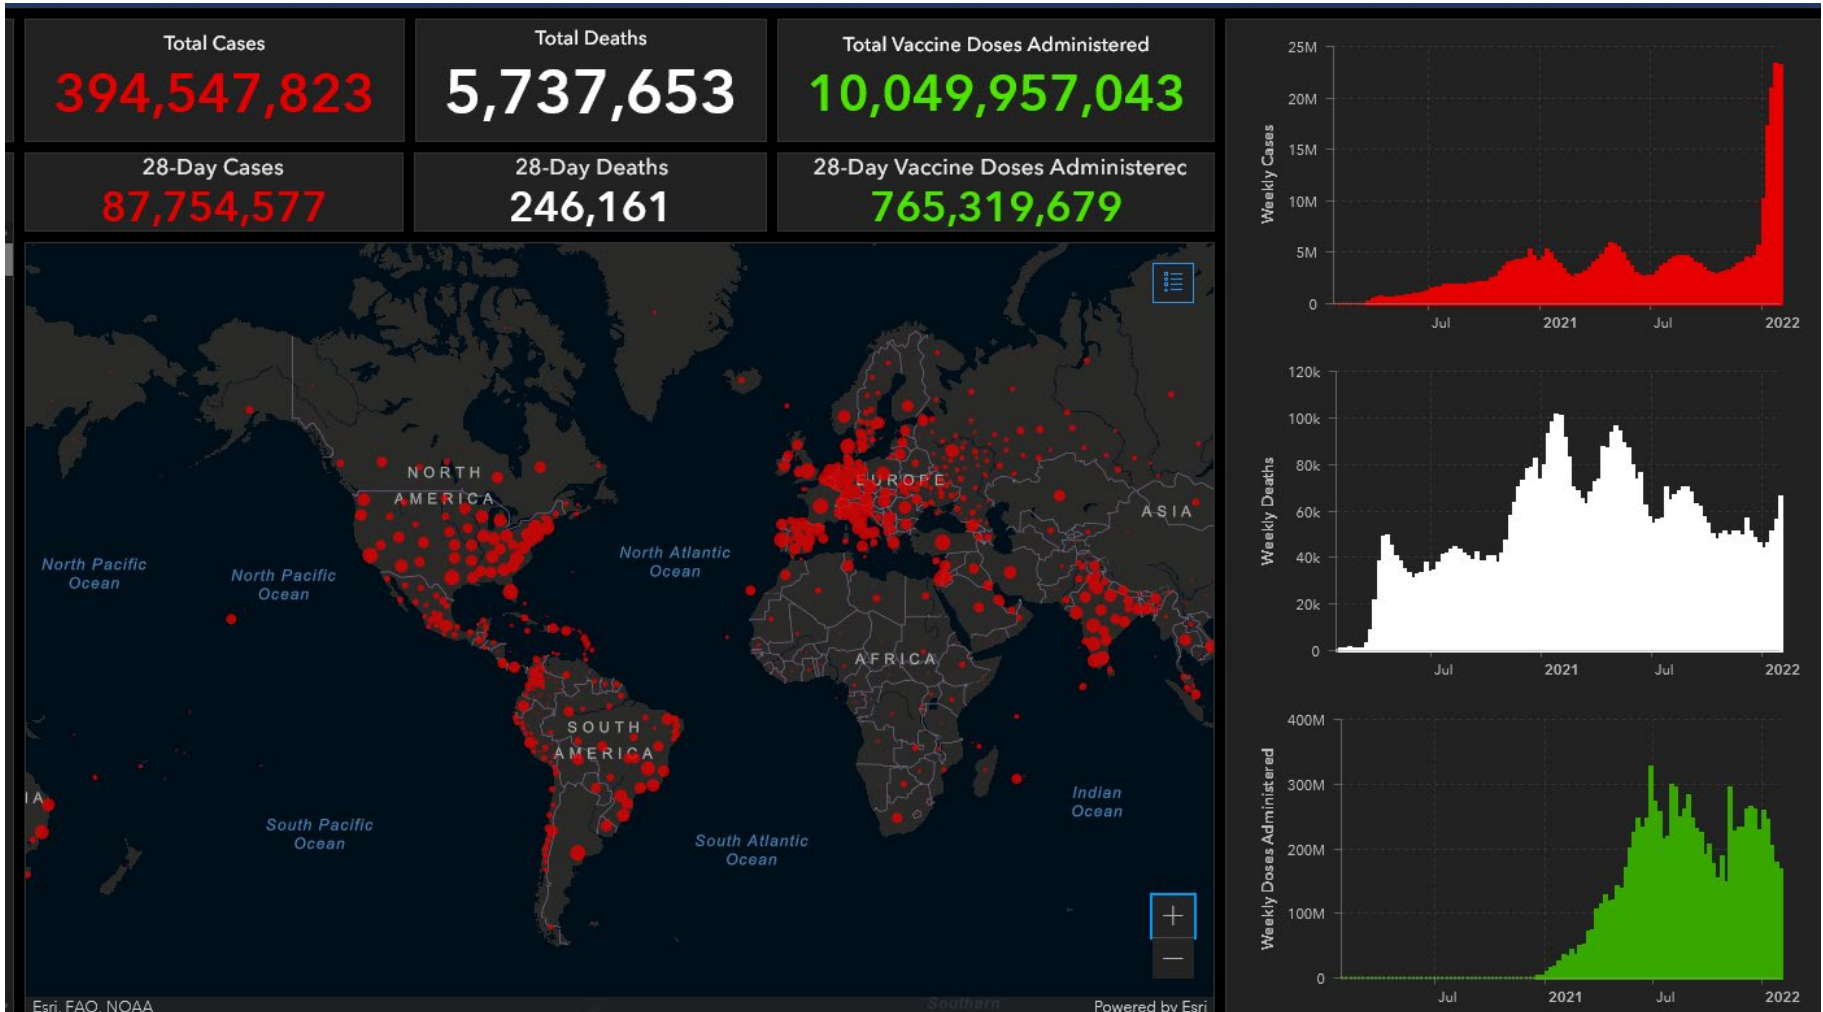 Total Cases
394,547,823
Total Deaths
5,737,653
Total Vaccine Doses Administered
10,049,957,043
28-Day Cases
87,754,577
28-Day Deaths
246,161
28-Day Vaccine Doses Administerec
765,319,679
NORTH
AMERICA
EUROPE
ASIA
North Pacific
Ocean
North Pacific
Ocean
North Atlantic
Ocean
AFRICA
SOUTH
AMERICA
IA
Indian
Ocean
South Pacific
Ocean
South Atlantic
Ocean
+
−
Southern
Esri, FAO, NOAA
Powered by Esri
Weekly Cases
25M
20M
15M
10M
5M
0
Jul
2021
Jul
2022
Weekly Deaths
120k
100k
80k
60k
40k
20k
0
Jul
2021
Jul
2022
Weekly Doses Administered
400M
300M
200M
100M
0
Jul
2021
Jul
2022